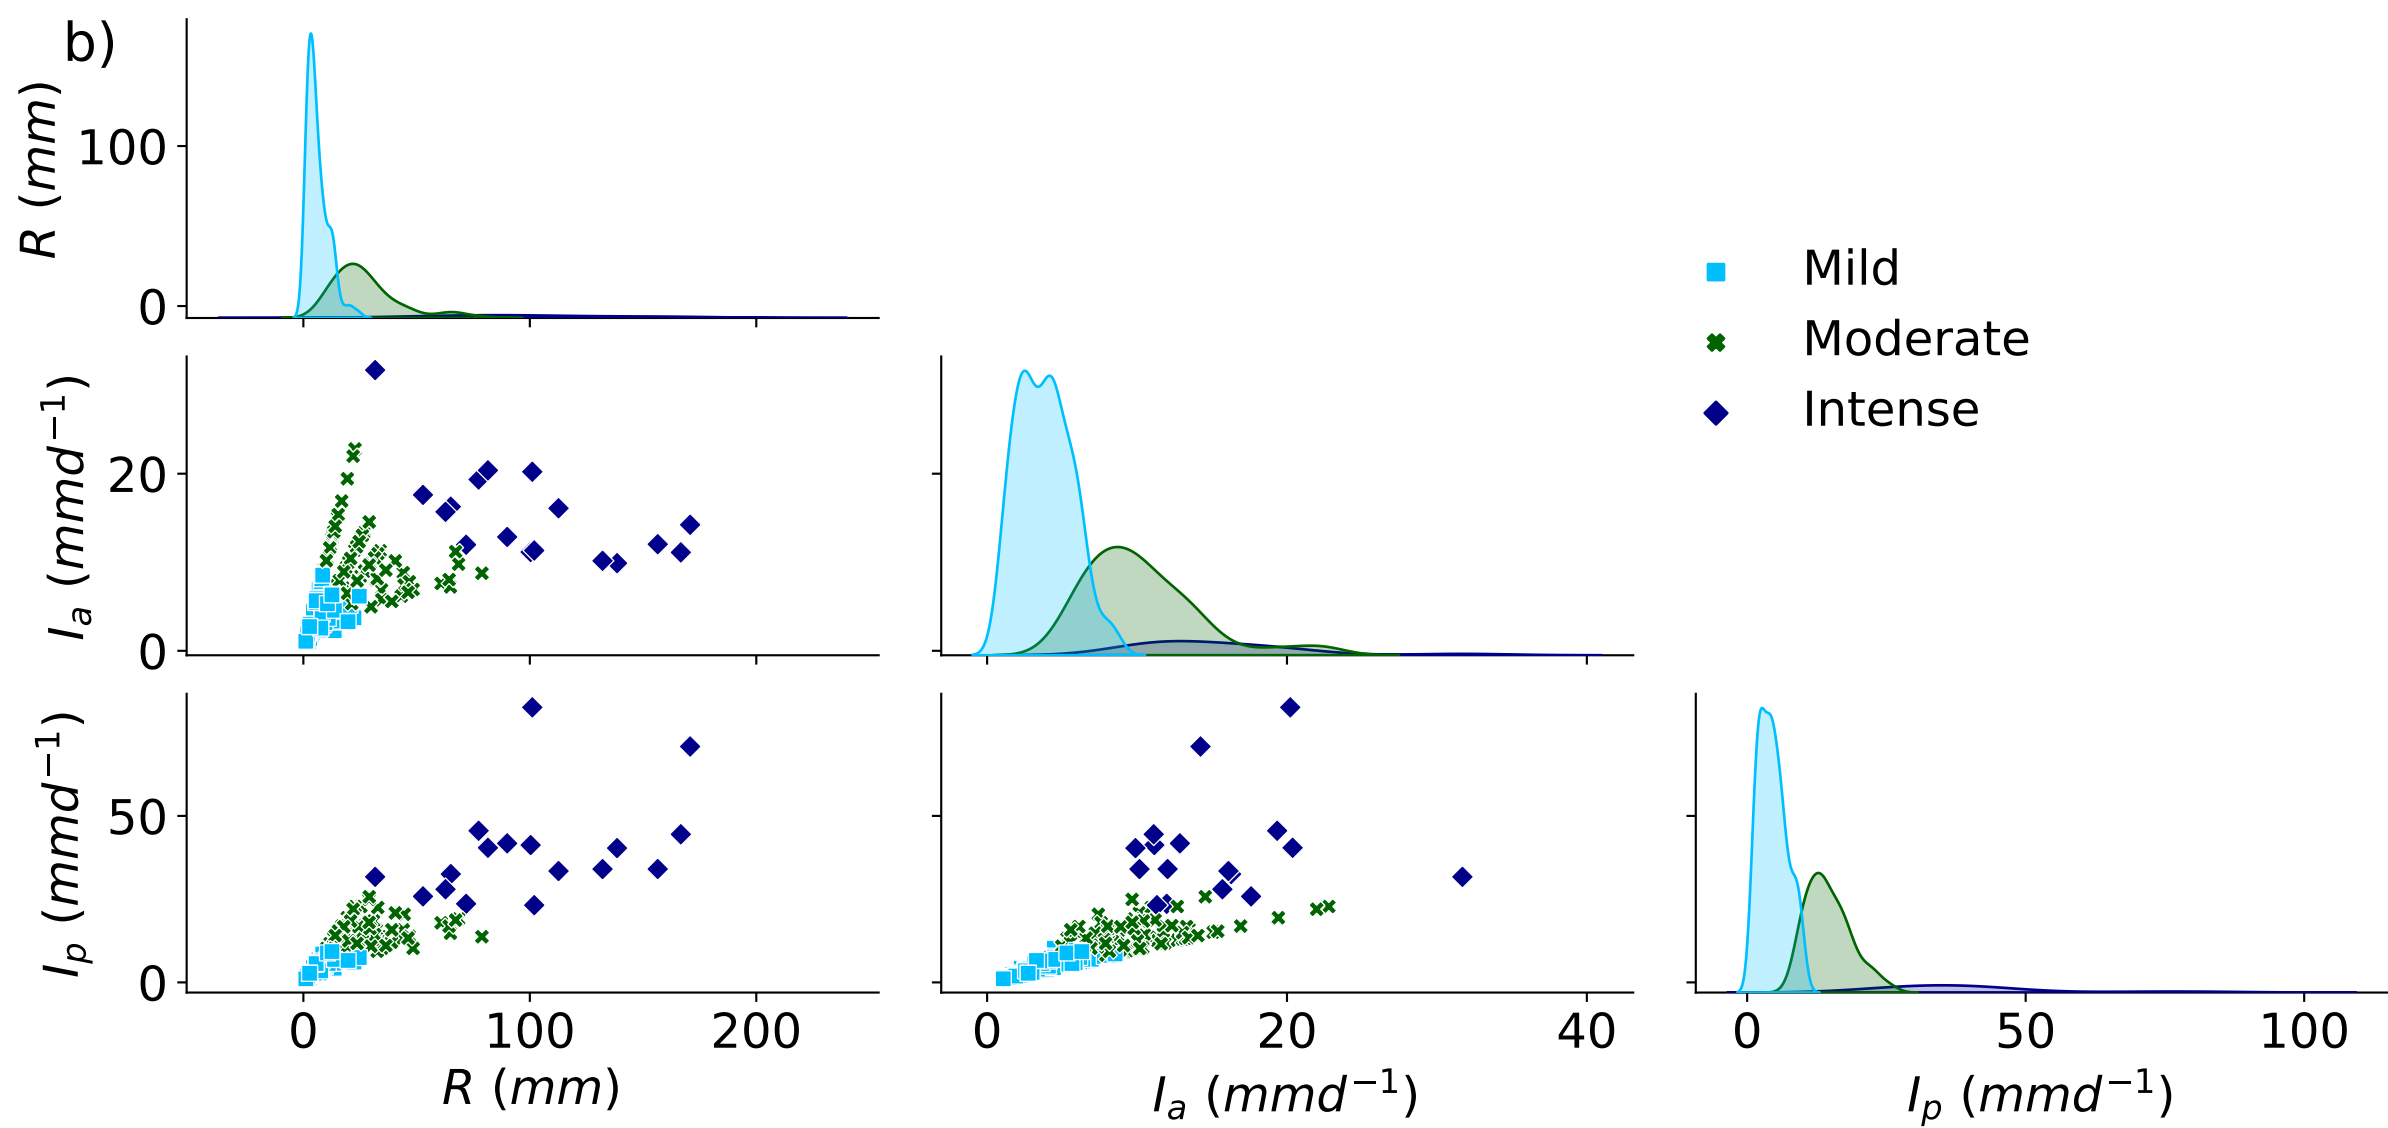 b)
R (mm)
100
0
Mild
Moderate
Intense
I_a (mmd⁻¹)
20
0
I_p (mmd⁻¹)
50
0
0 100 200 0 20 40 0 50 100
R (mm) I_a (mmd⁻¹) I_p (mmd⁻¹)